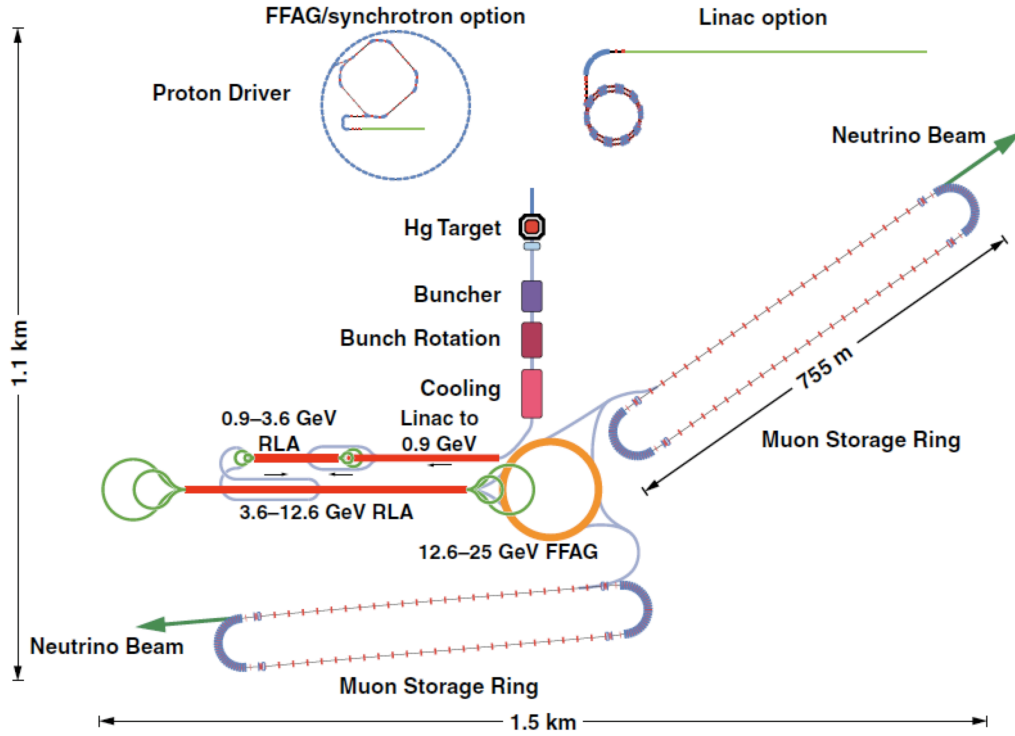 FFAG/synchrotron option
Linac option
Proton Driver
Neutrino Beam
Hg Target
Buncher
Bunch Rotation
Cooling
1.1 km
755 m
0.9–3.6 GeV
RLA
Linac to
0.9 GeV
Muon Storage Ring
3.6–12.6 GeV RLA
12.6–25 GeV FFAG
Neutrino Beam
Muon Storage Ring
1.5 km